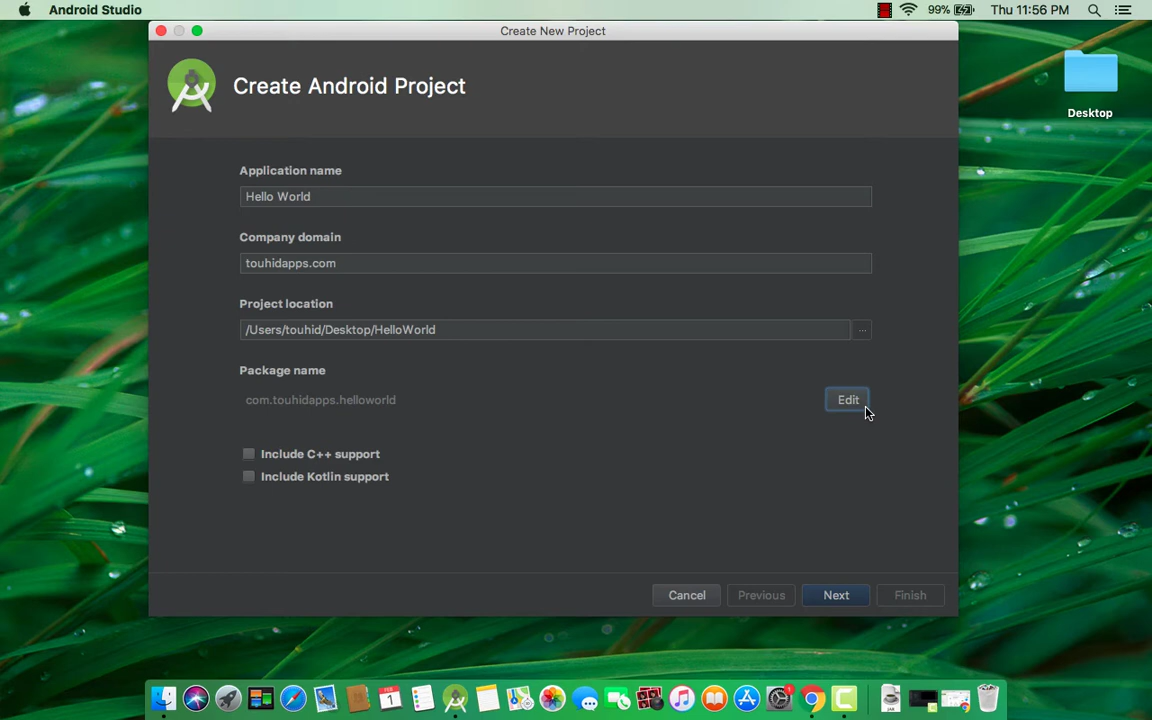 Android Studio
99%
Thu 11:56 PM
Create New Project
Create Android Project
Desktop
Application name
Hello World
Company domain
touhidapps.com
Project location
/Users/touhid/Desktop/HelloWorld
...
Package name
com.touhidapps.helloworld
Edit
Include C++ support
Include Kotlin support
Cancel
Previous
Next
Finish
1
1